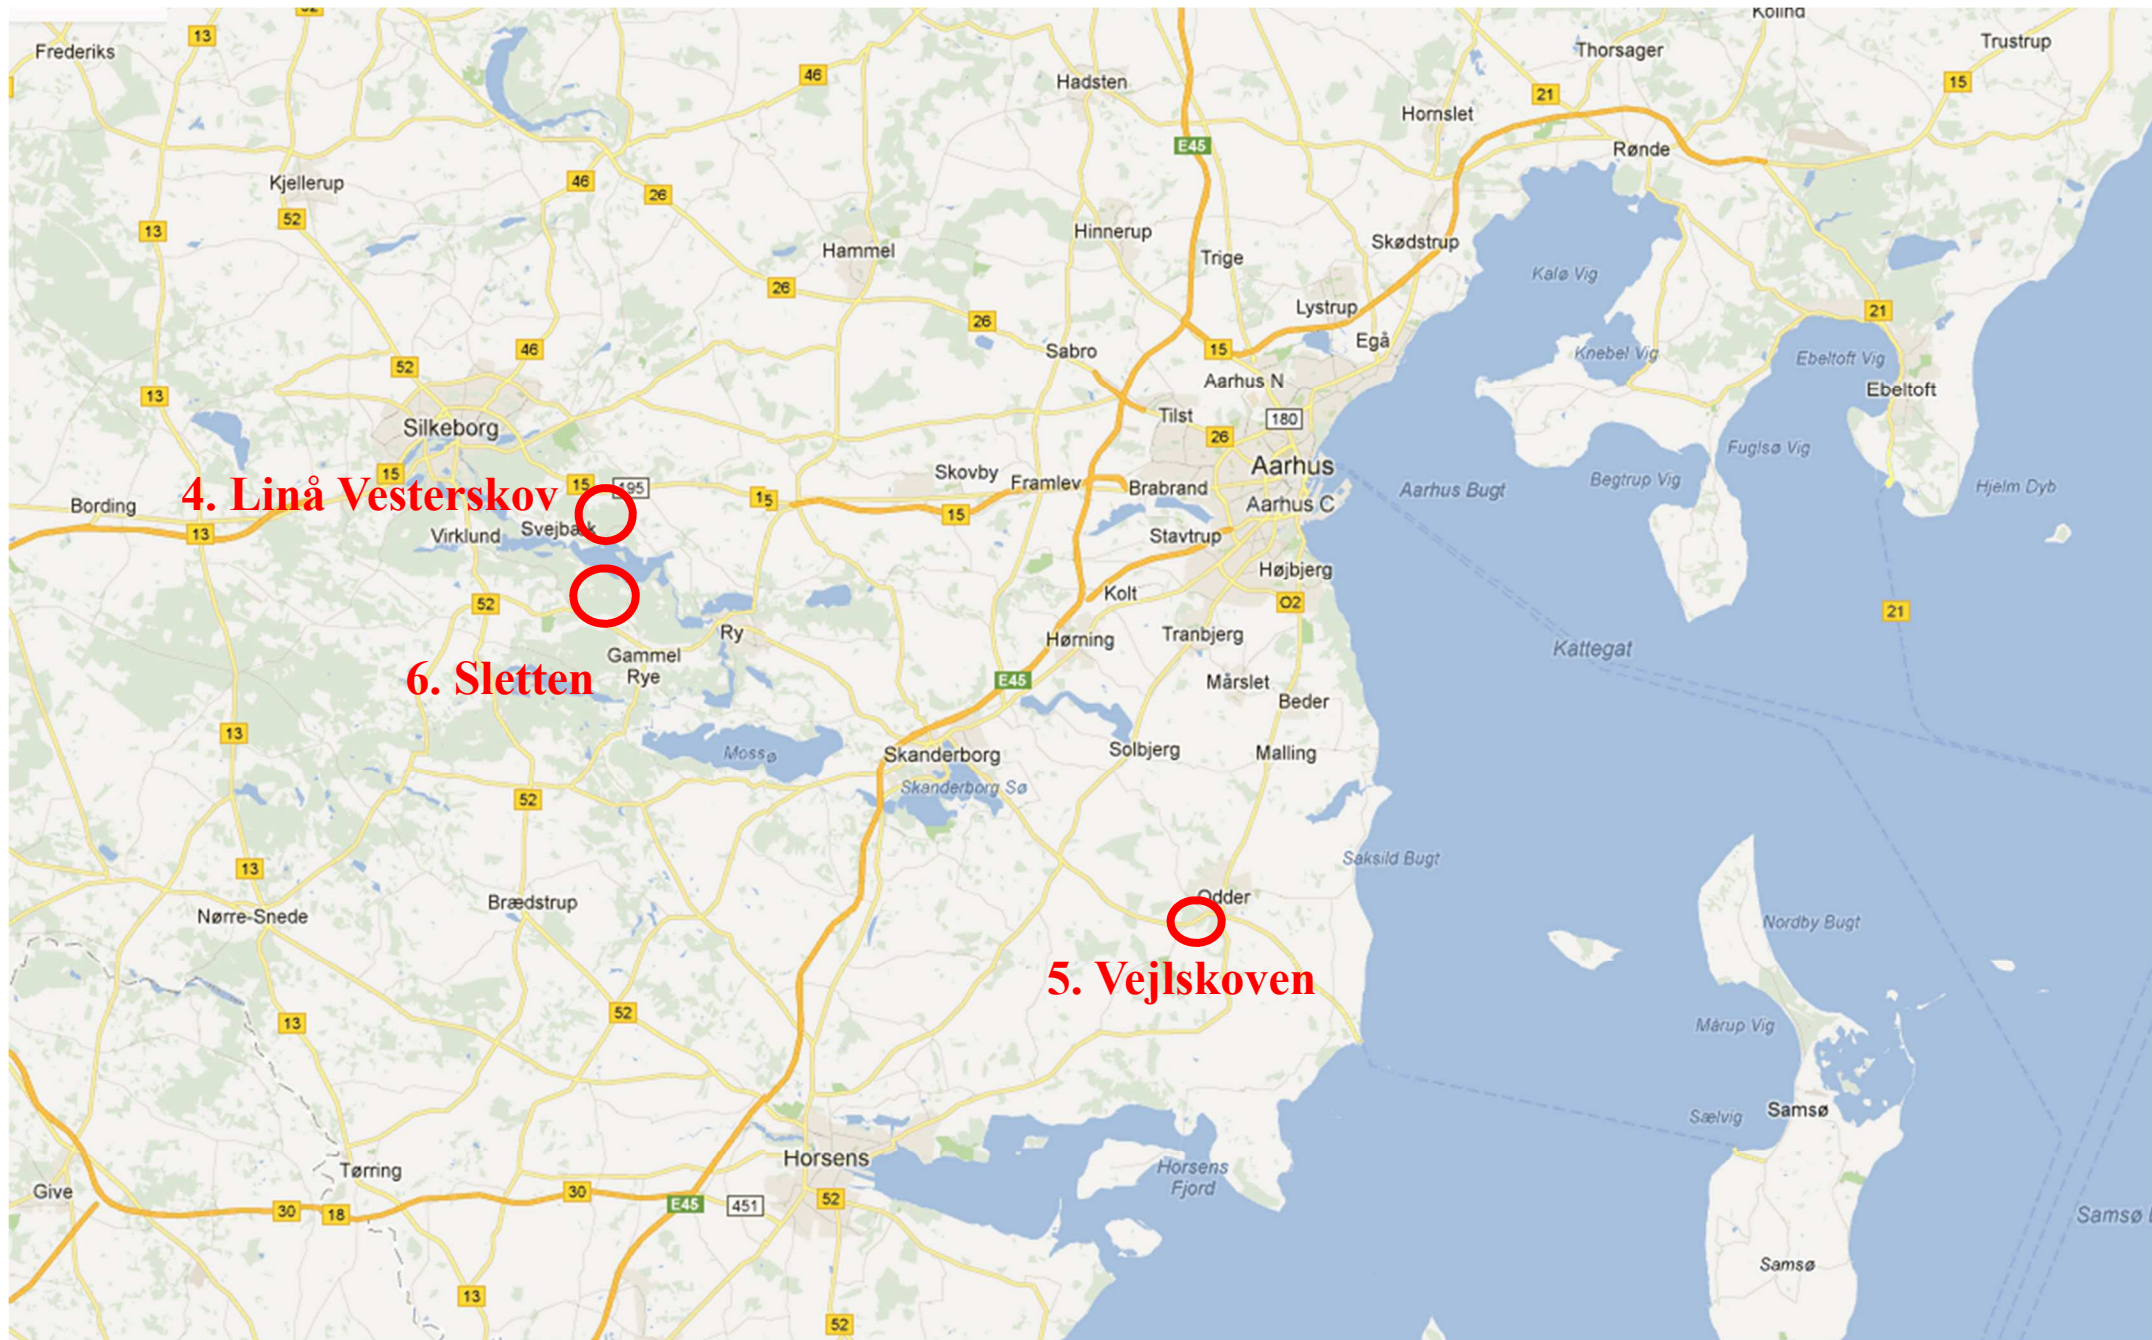 52
Kolind
Frederiks
13
Thorsager
Trustrup
46
Hadsten
15
21
Hornslet
E45
Rønde
Kjellerup
46
26
52
13
Hinnerup
Skødstrup
Hammel
Trige
Kalø Vig
26
Lystrup
21
26
46
Sabro
15
Egå
Knebel Vig
Ebeltoft Vig
52
Aarhus N
Ebeltoft
13
Tilst
180
Silkeborg
26
Fuglsø Vig
15
Skovby
Aarhus
Framlev
Begtrup Vig
Hjelm Dyb
4. Linå Vesterskov
15
195
15
Brabrand
Aarhus Bugt
Bording
Aarhus C
15
13
Virklund
Svejbæk
Stavtrup
Højbjerg
52
Kolt
O2
21
Ry
Hørning
Tranbjerg
Kattegat
Gammel
Rye
6. Sletten
E45
Mårslet
Beder
13
Mossø
Skanderborg
Solbjerg
Malling
Skanderborg Sø
52
Saksild Bugt
13
Odder
Brædstrup
Nørre-Snede
Nordby Bugt
5. Vejlskoven
52
13
Mårup Vig
Samsø
Sælvig
Horsens
Tørring
Horsens
Fjord
Give
30
E45
451
52
30
18
Samsø
Samsø
13
52